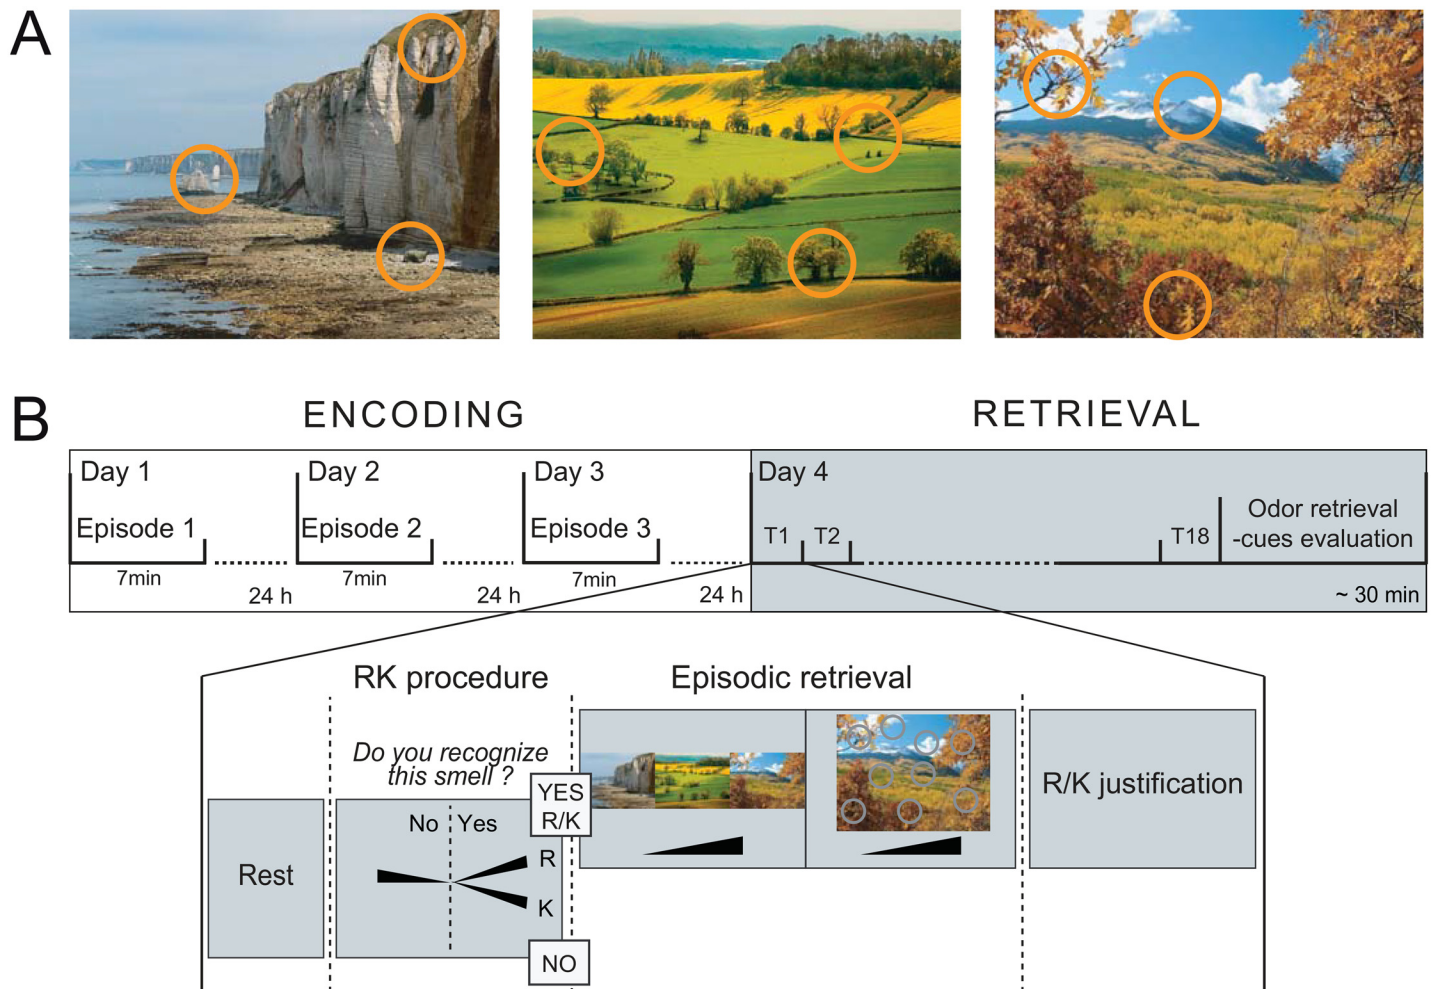 A
B
ENCODING
RETRIEVAL
Day 1
Day 2
Day 3
Day 4
Episode 1
Episode 2
Episode 3
T1
T2
T18
Odor retrieval
-cues evaluation
7min
7min
7min
24 h
24 h
24 h
~ 30 min
RK procedure
Episodic retrieval
Do you recognize
this smell ?
YES
R/K
No
Yes
R
K
Rest
NO
R/K justification